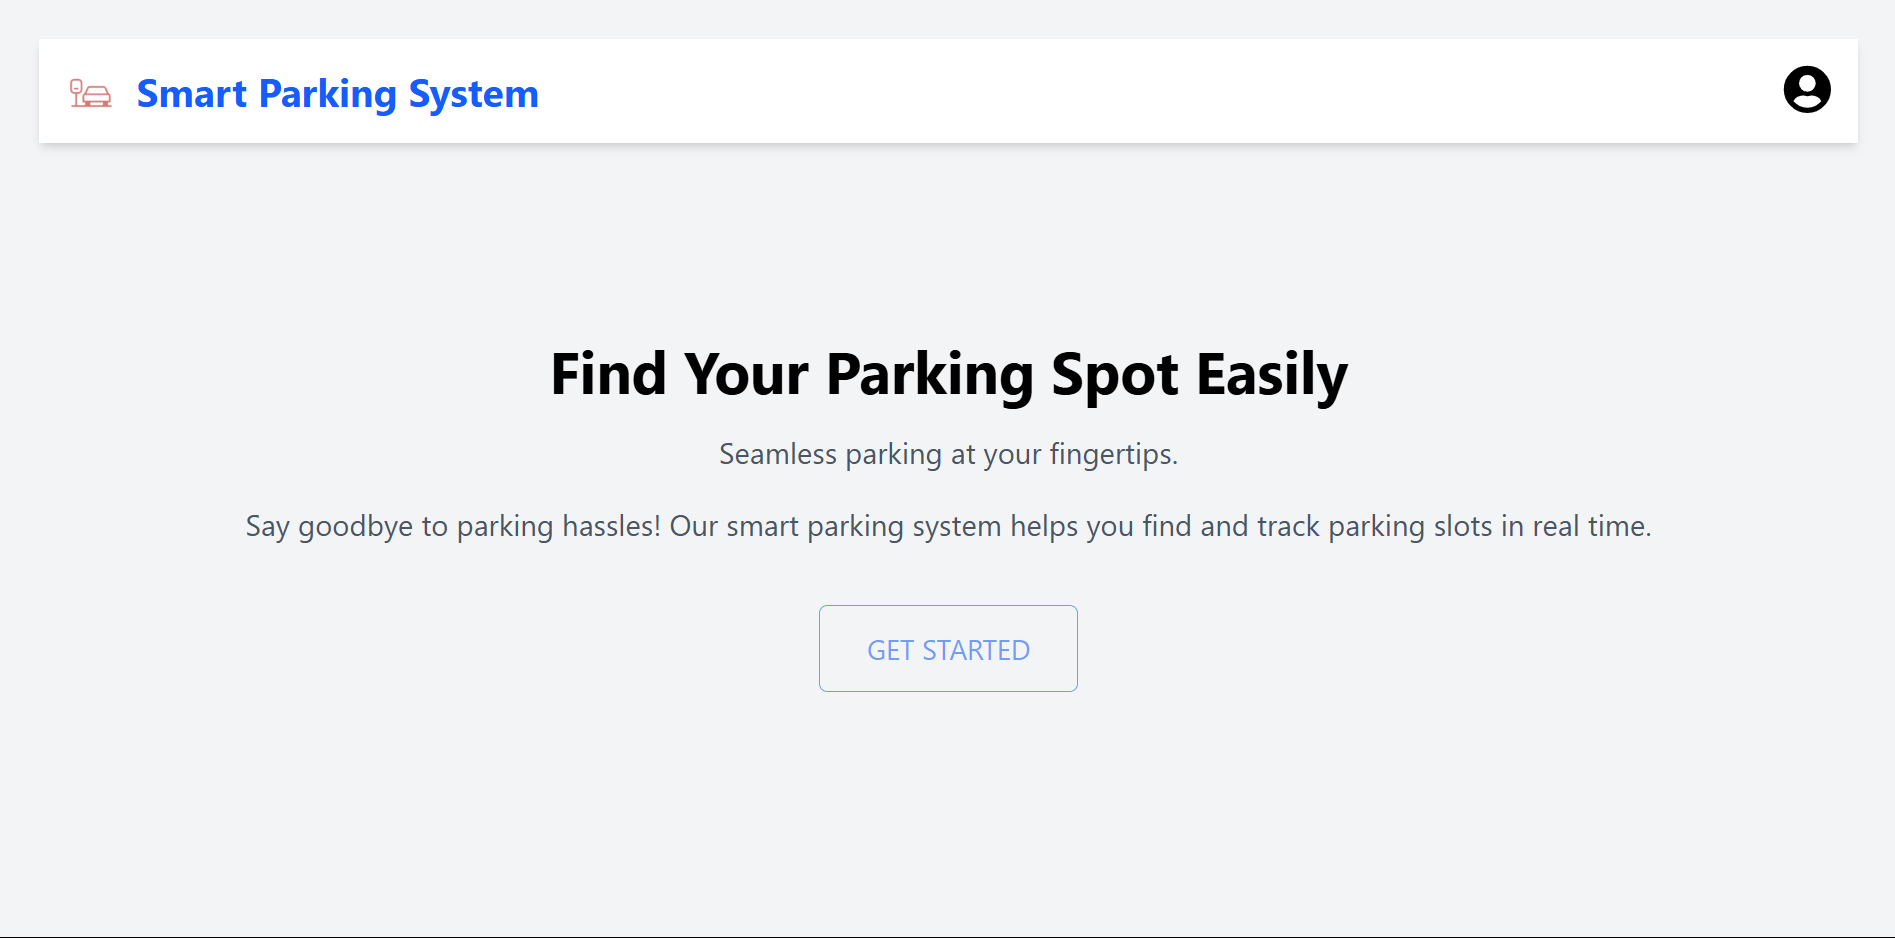 Smart Parking System
Find Your Parking Spot Easily
Seamless parking at your fingertips.
Say goodbye to parking hassles! Our smart parking system helps you find and track parking slots in real time.
GET STARTED